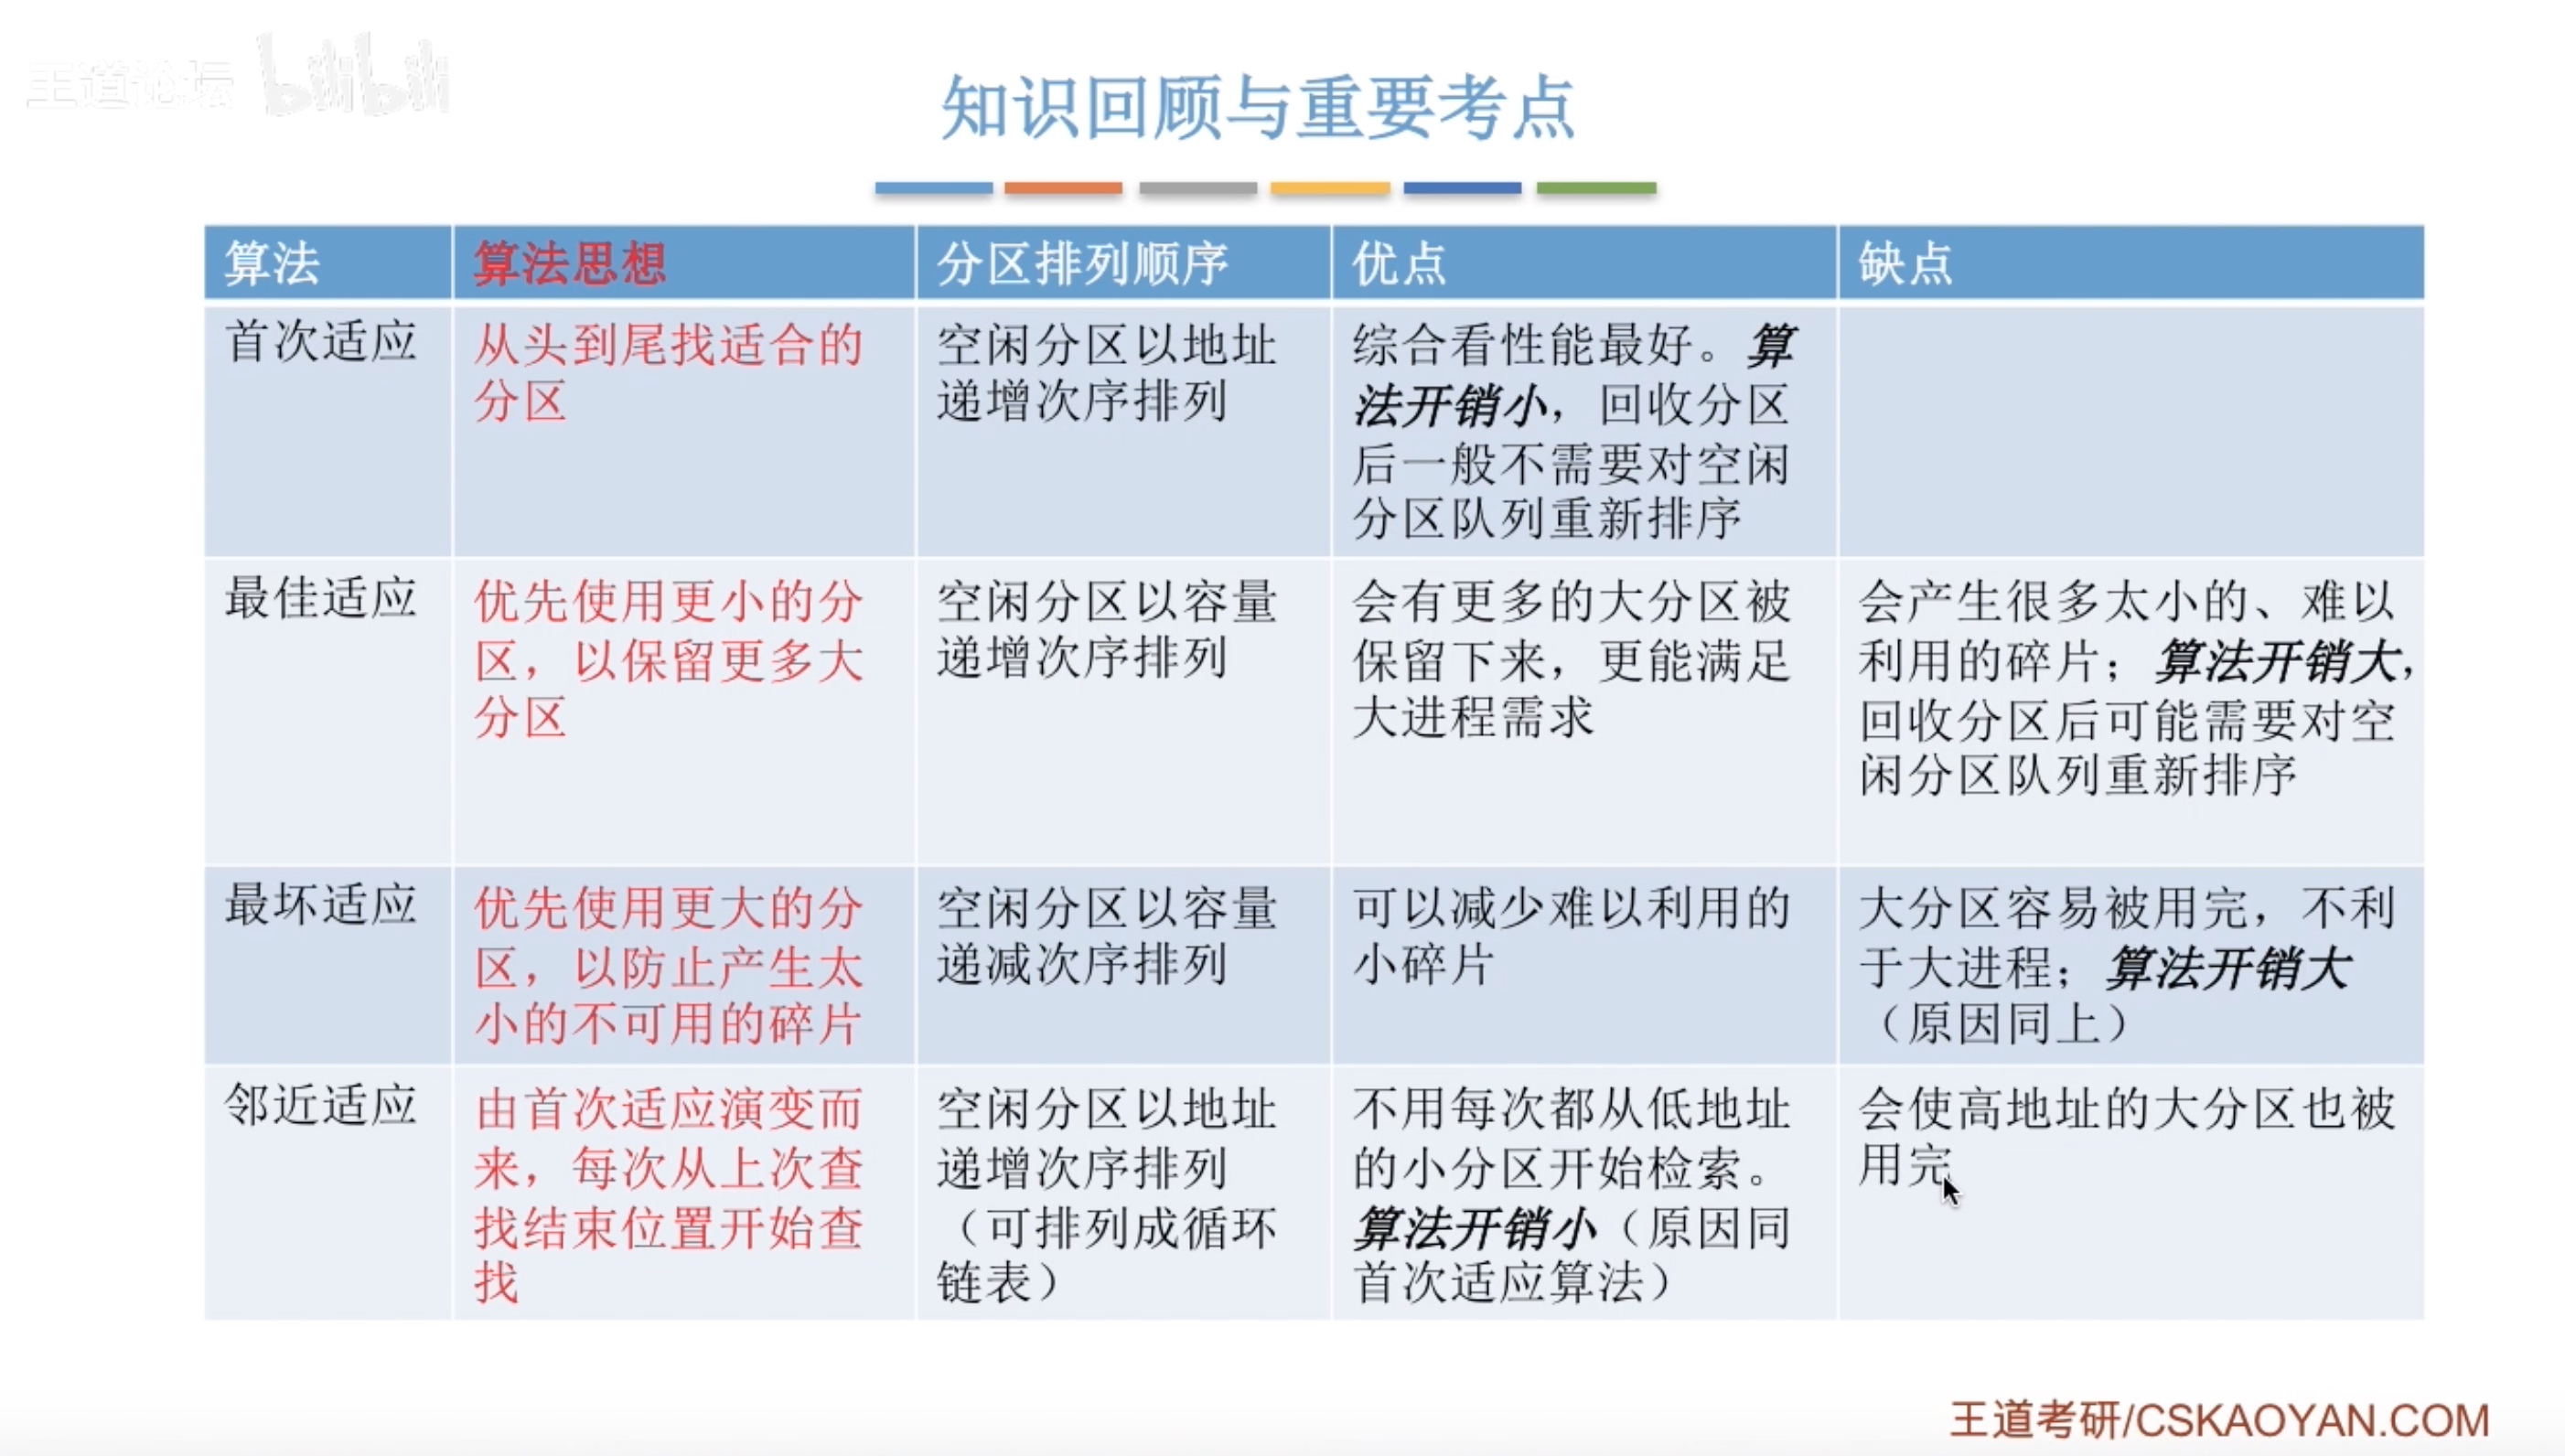 王道论坛 bilibili
知识回顾与重要考点
算法
算法思想
分区排列顺序
优点
缺点
首次适应
从头到尾找适合的
分区
空闲分区以地址
递增次序排列
综合看性能最好。算
法开销小，回收分区
后一般不需要对空闲
分区队列重新排序
最佳适应
优先使用更小的分
区，以保留更多大
分区
空闲分区以容量
递增次序排列
会有更多的大分区被
保留下来，更能满足
大进程需求
会产生很多太小的、难以
利用的碎片；算法开销大，
回收分区后可能需要对空
闲分区队列重新排序
最坏适应
优先使用更大的分
区，以防止产生太
小的不可用的碎片
空闲分区以容量
递减次序排列
可以减少难以利用的
小碎片
大分区容易被用完，不利
于大进程；算法开销大
（原因同上）
邻近适应
由首次适应演变而
来，每次从上次查
找结束位置开始查
找
空闲分区以地址
递增次序排列
（可排列成循环
链表）
不用每次都从低地址
的小分区开始检索。
算法开销小（原因同
首次适应算法）
会使高地址的大分区也被
用完
王道考研/CSKAOYAN.COM